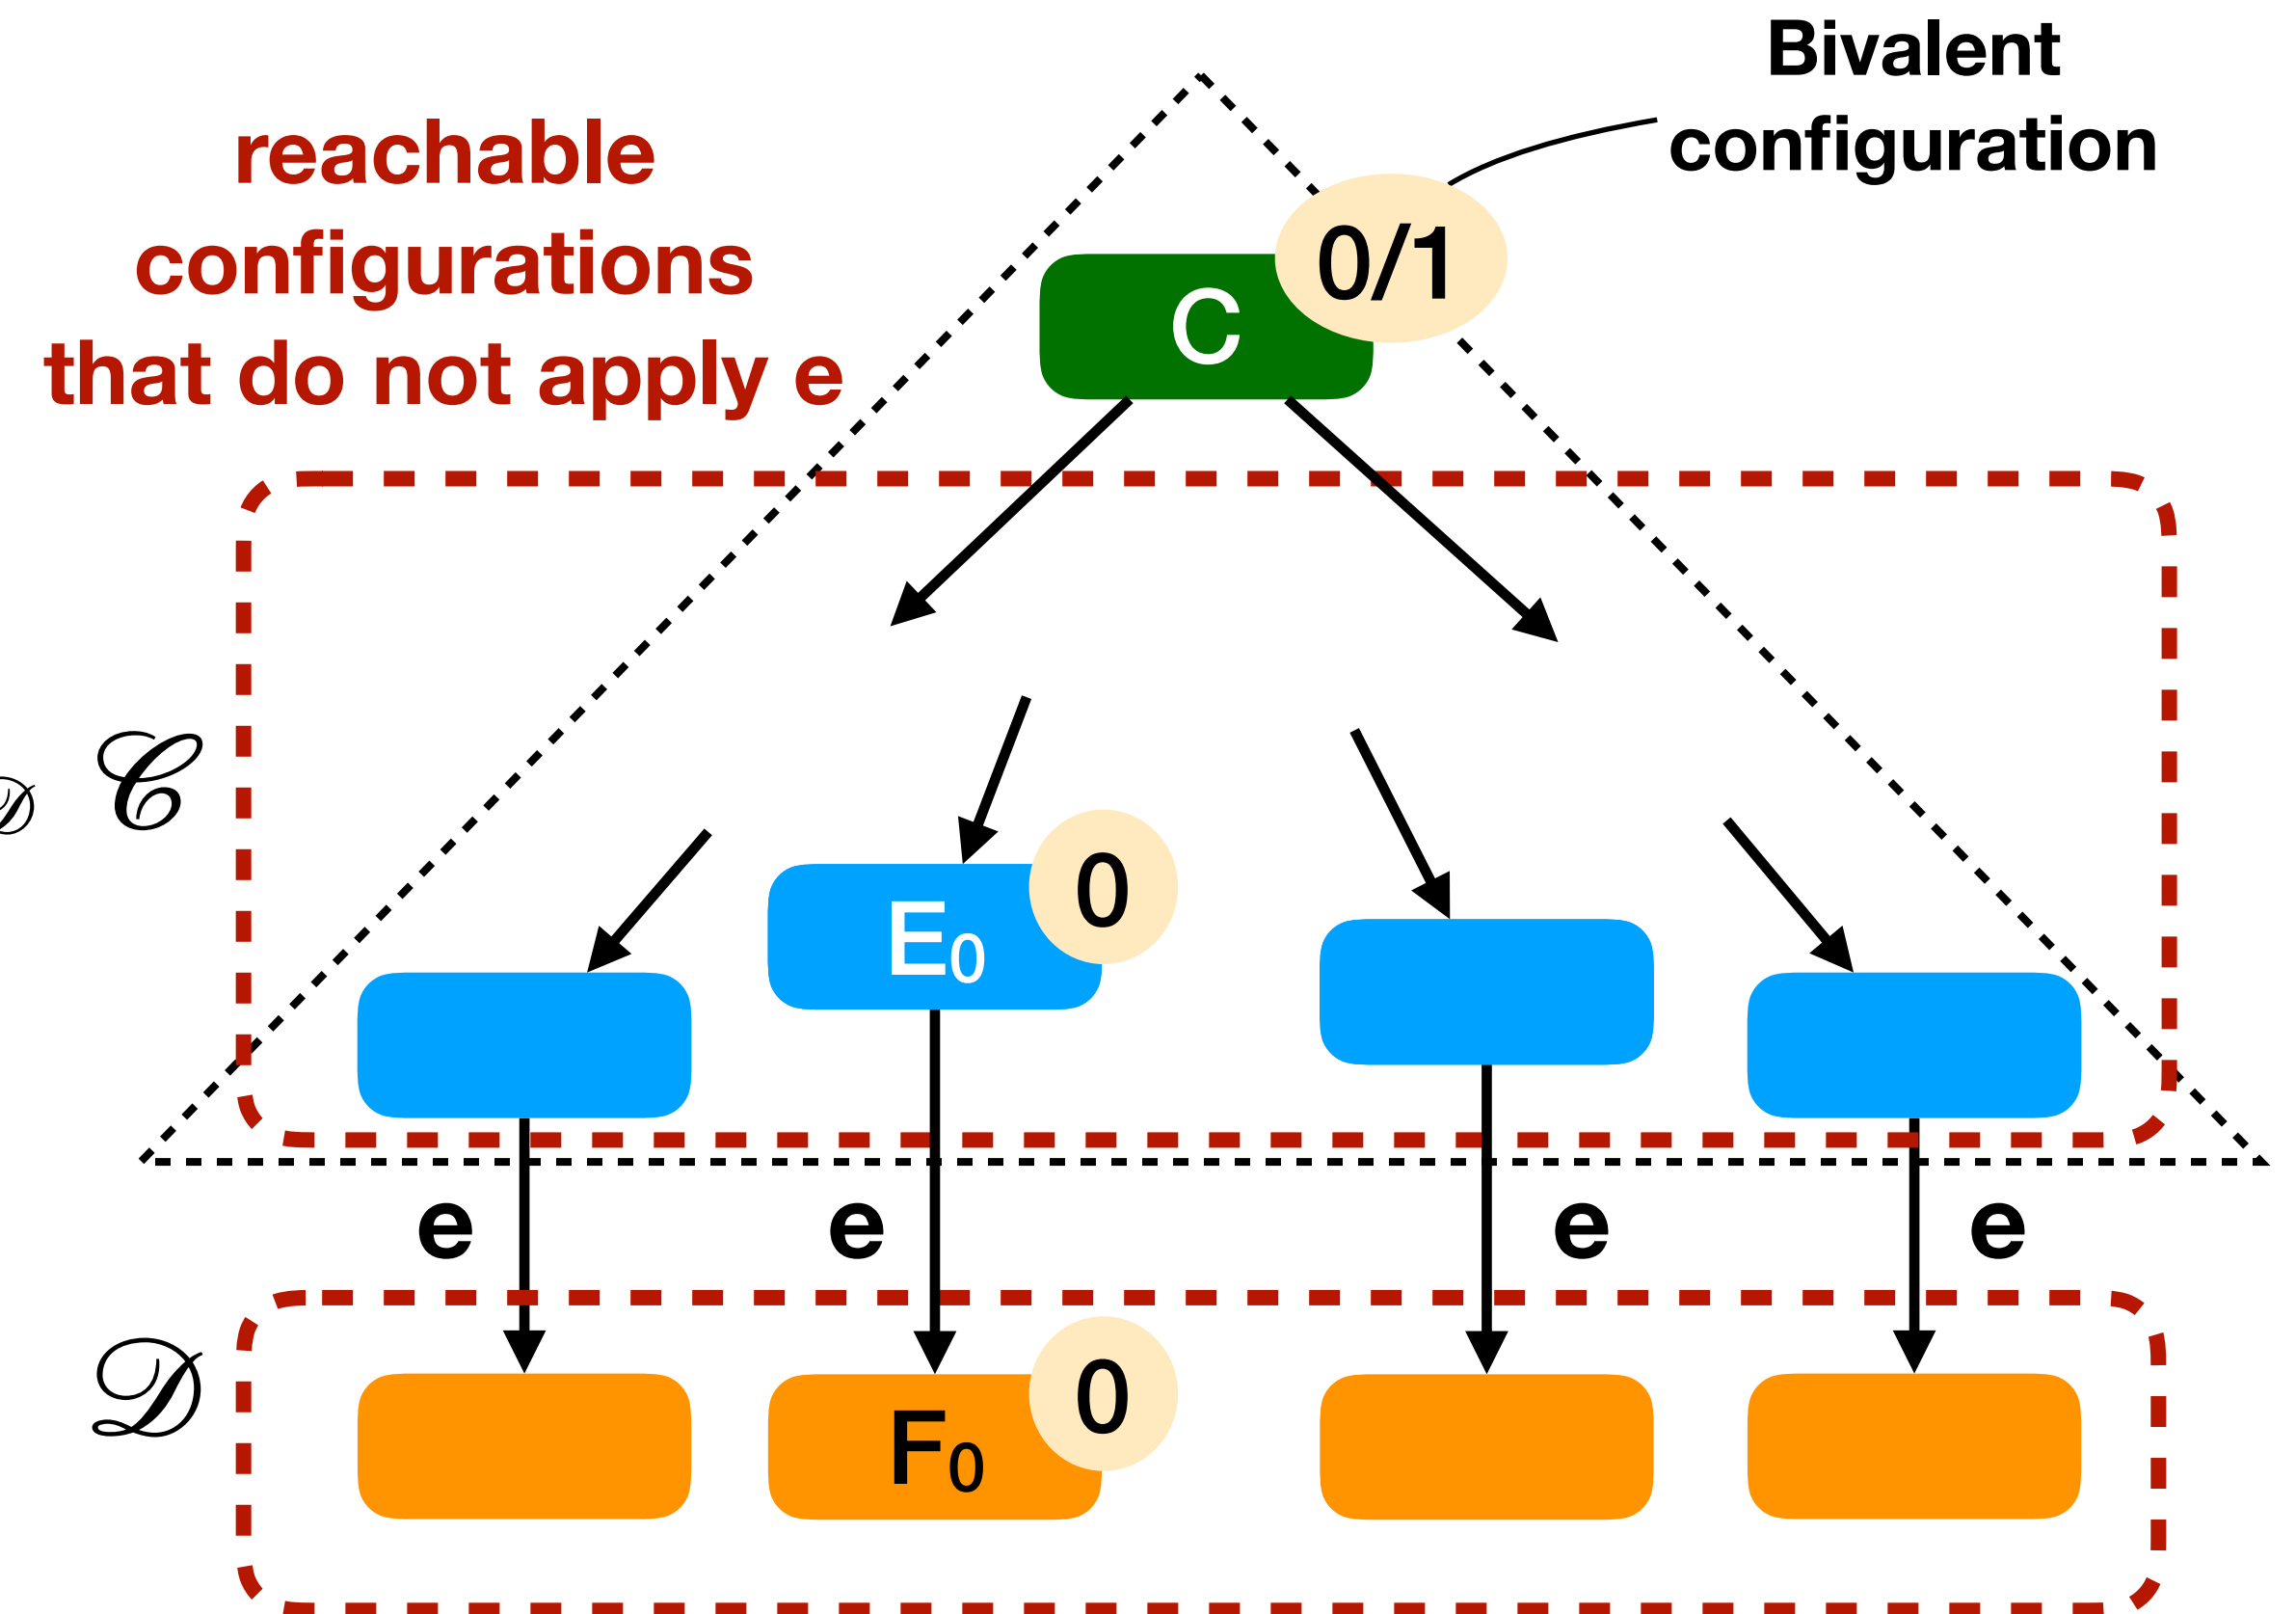 Bivalent
configuration
reachable
configurations
that do not apply e
0/1
C
𝒞
𝒟
E₀
0
e e e e
𝒟
F₀
0